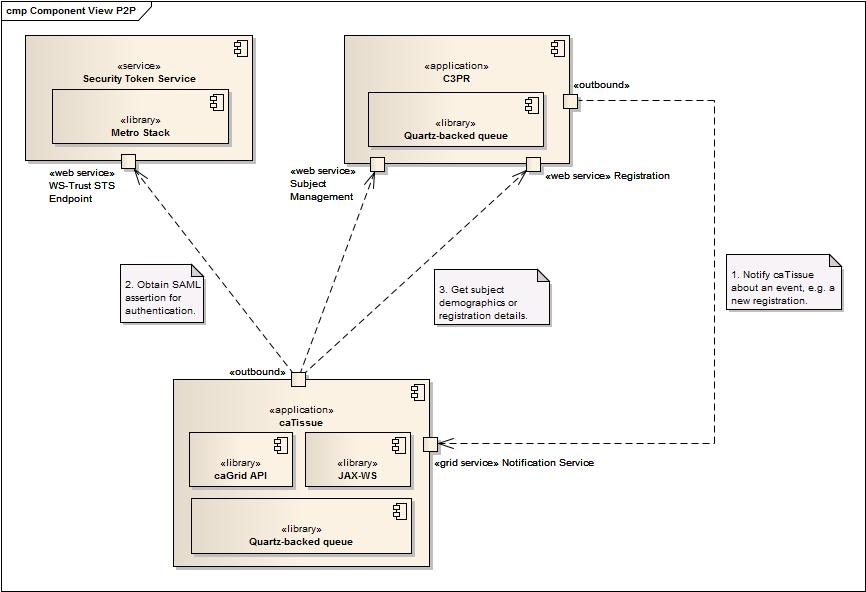 cmp Component View P2P
«service»
Security Token Service
«library»
Metro Stack
«web service»
WS-Trust STS
Endpoint
«application»
C3PR
«library»
Quartz-backed queue
«outbound»
«web service»
Subject
Management
«web service» Registration
2. Obtain SAML
assertion for
authentication.
3. Get subject
demographics or
registration details.
1. Notify caTissue
about an event, e.g. a
new registration.
«outbound»
«application»
caTissue
«library»
caGrid API
«library»
JAX-WS
«library»
Quartz-backed queue
«grid service» Notification Service